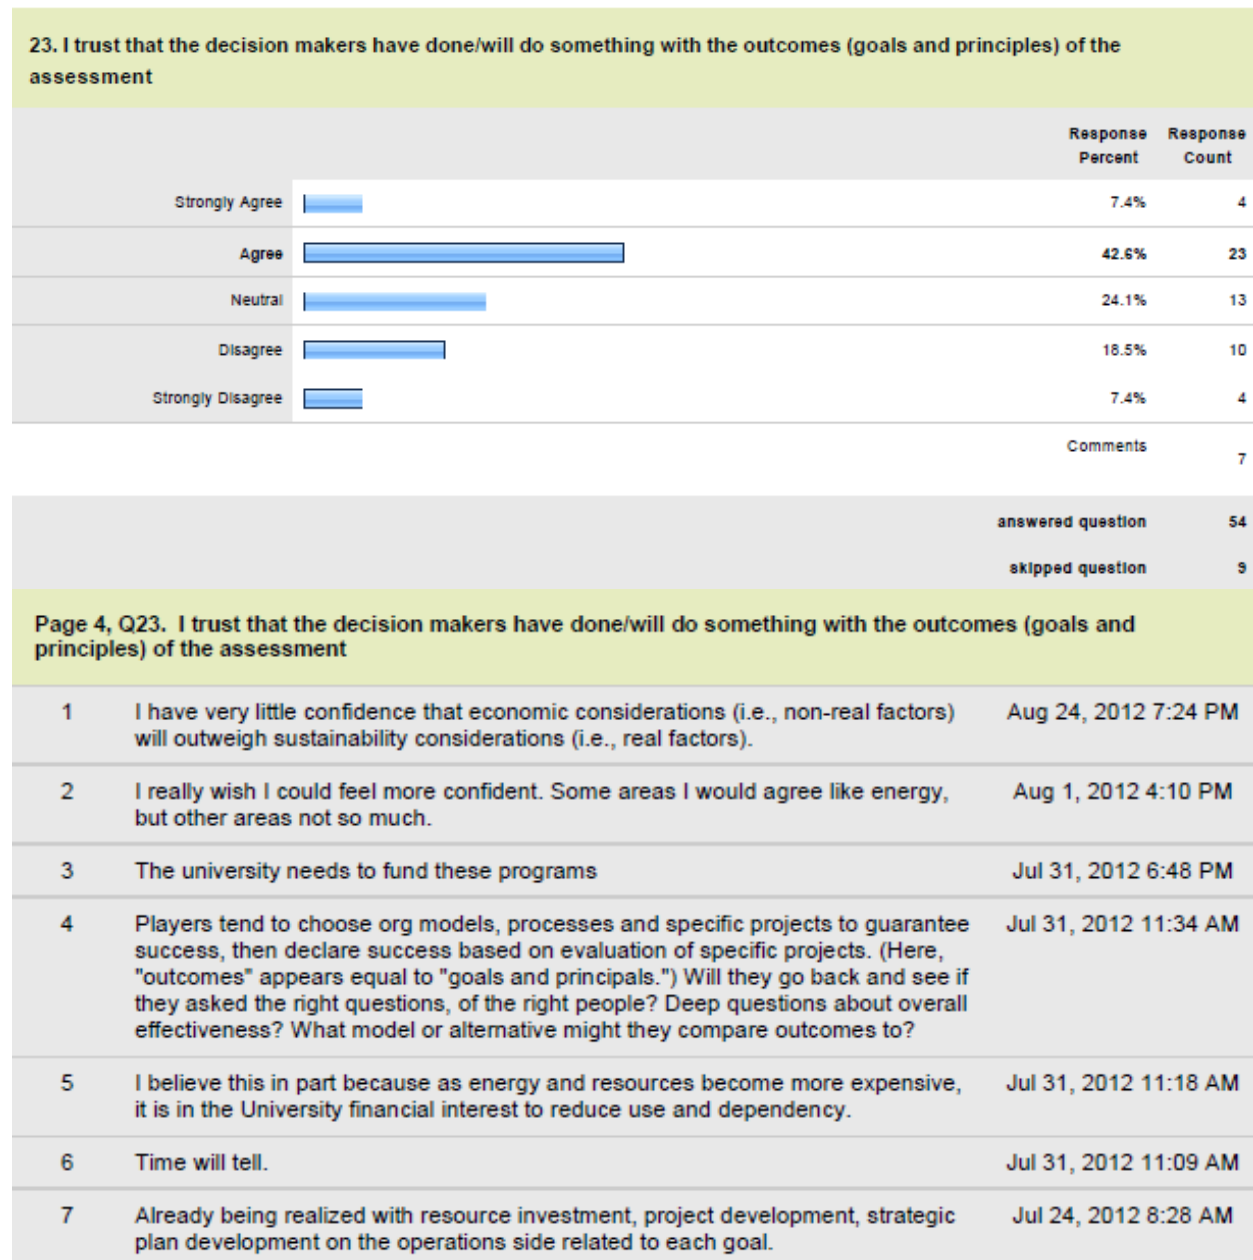 23. I trust that the decision makers have done/will do something with the outcomes (goals and principles) of the
assessment
Response Percent Response Count
Strongly Agree 7.4% 4
Agree 42.6% 23
Neutral 24.1% 13
Disagree 18.5% 10
Strongly Disagree 7.4% 4
Comments 7
answered question 54
skipped question 9
Page 4, Q23. I trust that the decision makers have done/will do something with the outcomes (goals and
principles) of the assessment
1 I have very little confidence that economic considerations (i.e., non-real factors) Aug 24, 2012 7:24 PM
will outweigh sustainability considerations (i.e., real factors).
2 I really wish I could feel more confident. Some areas I would agree like energy, Aug 1, 2012 4:10 PM
but other areas not so much.
3 The university needs to fund these programs Jul 31, 2012 6:48 PM
4 Players tend to choose org models, processes and specific projects to guarantee Jul 31, 2012 11:34 AM
success, then declare success based on evaluation of specific projects. (Here,
"outcomes" appears equal to "goals and principals.") Will they go back and see if
they asked the right questions, of the right people? Deep questions about overall
effectiveness? What model or alternative might they compare outcomes to?
5 I believe this in part because as energy and resources become more expensive, Jul 31, 2012 11:18 AM
it is in the University financial interest to reduce use and dependency.
6 Time will tell. Jul 31, 2012 11:09 AM
7 Already being realized with resource investment, project development, strategic Jul 24, 2012 8:28 AM
plan development on the operations side related to each goal.